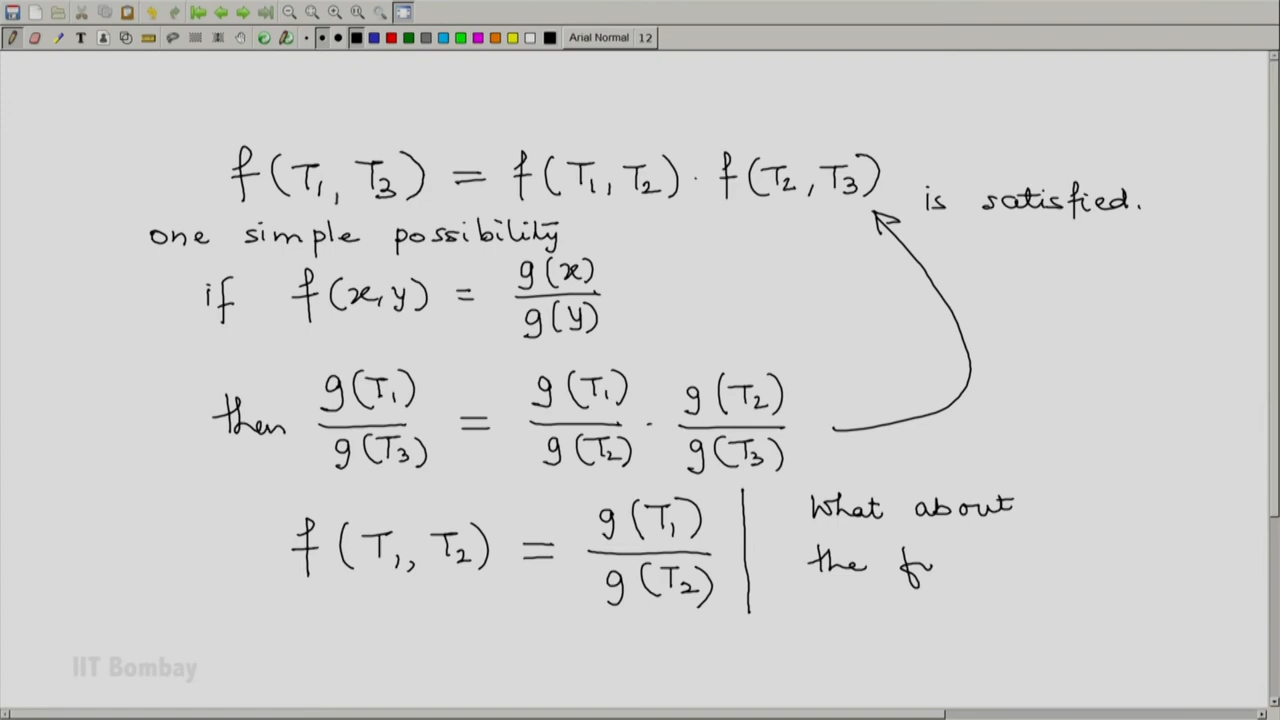 Arial Normal 12
f(T₁, T₃) = f(T₁, T₂) · f(T₂, T₃) is satisfied.
one simple possibility
if f(x, y) = g(x) / g(y)
then g(T₁) / g(T₃) = g(T₁) / g(T₂) · g(T₂) / g(T₃)
f(T₁, T₂) = g(T₁) / g(T₂)
What about
the f
IIT Bombay